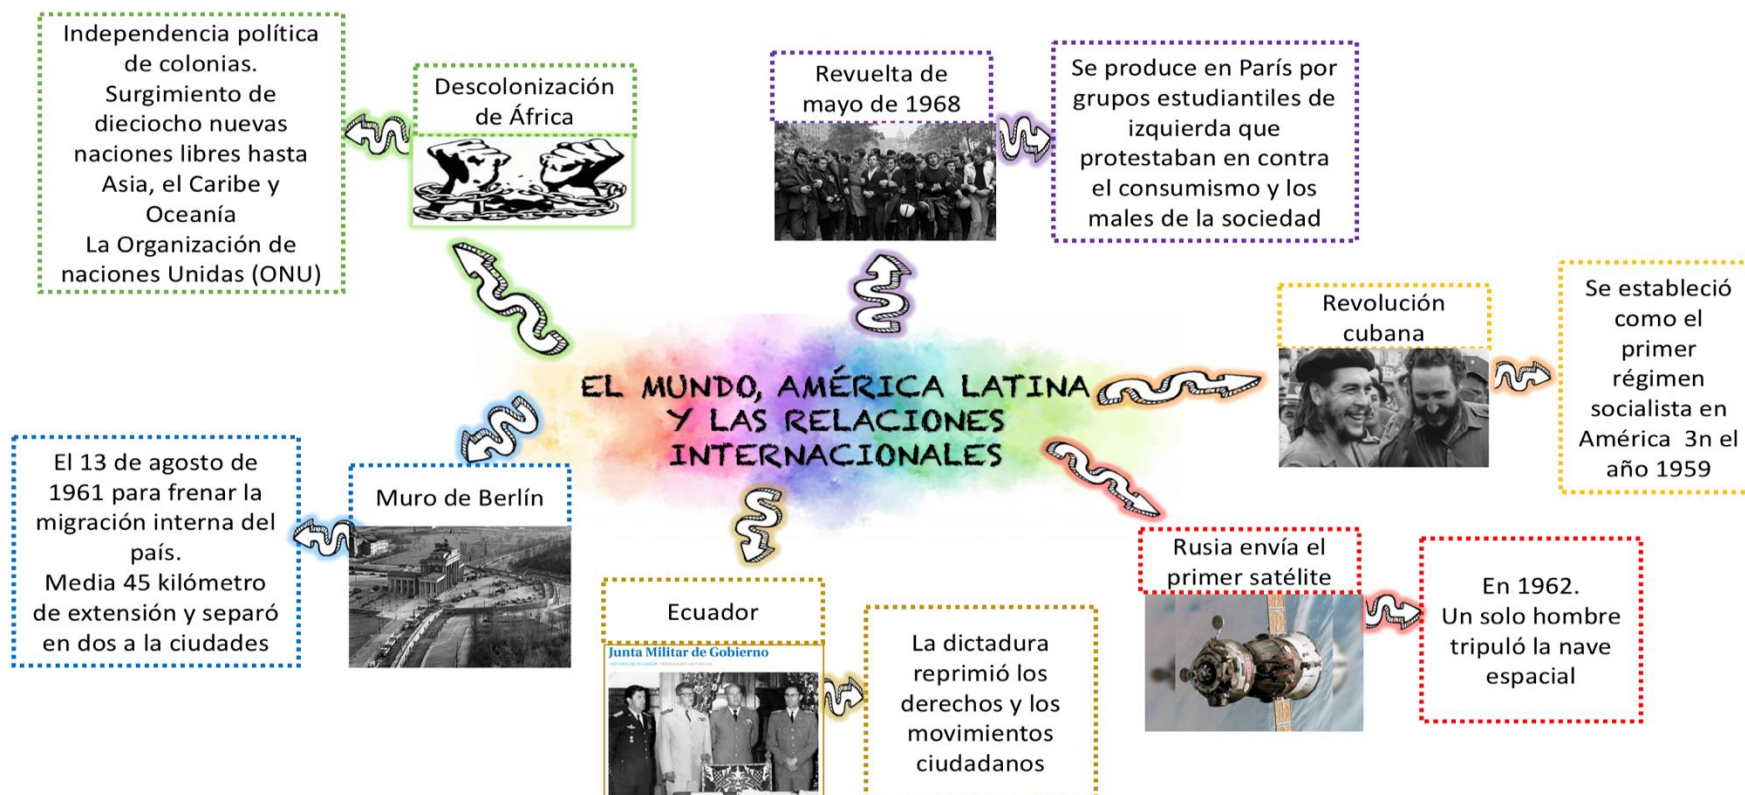 Independencia política
de colonias.
Surgimiento de
dieciocho nuevas
naciones libres hasta
Asia, el Caribe y
Oceanía
La Organización de
naciones Unidas (ONU)
Descolonización
de África
Revuelta de
mayo de 1968
Se produce en París por
grupos estudiantiles de
izquierda que
protestaban en contra
el consumismo y los
males de la sociedad
Revolución
cubana
Se estableció
como el
primer
régimen
socialista en
América 3n el
año 1959
EL MUNDO, AMÉRICA LATINA
Y LAS RELACIONES
INTERNACIONALES
El 13 de agosto de
1961 para frenar la
migración interna del
país.
Media 45 kilómetro
de extensión y separó
en dos a la ciudades
Muro de Berlín
Ecuador
Junta Militar de Gobierno
La dictadura
reprimió los
derechos y los
movimientos
ciudadanos
Rusia envía el
primer satélite
En 1962.
Un solo hombre
tripuló la nave
espacial